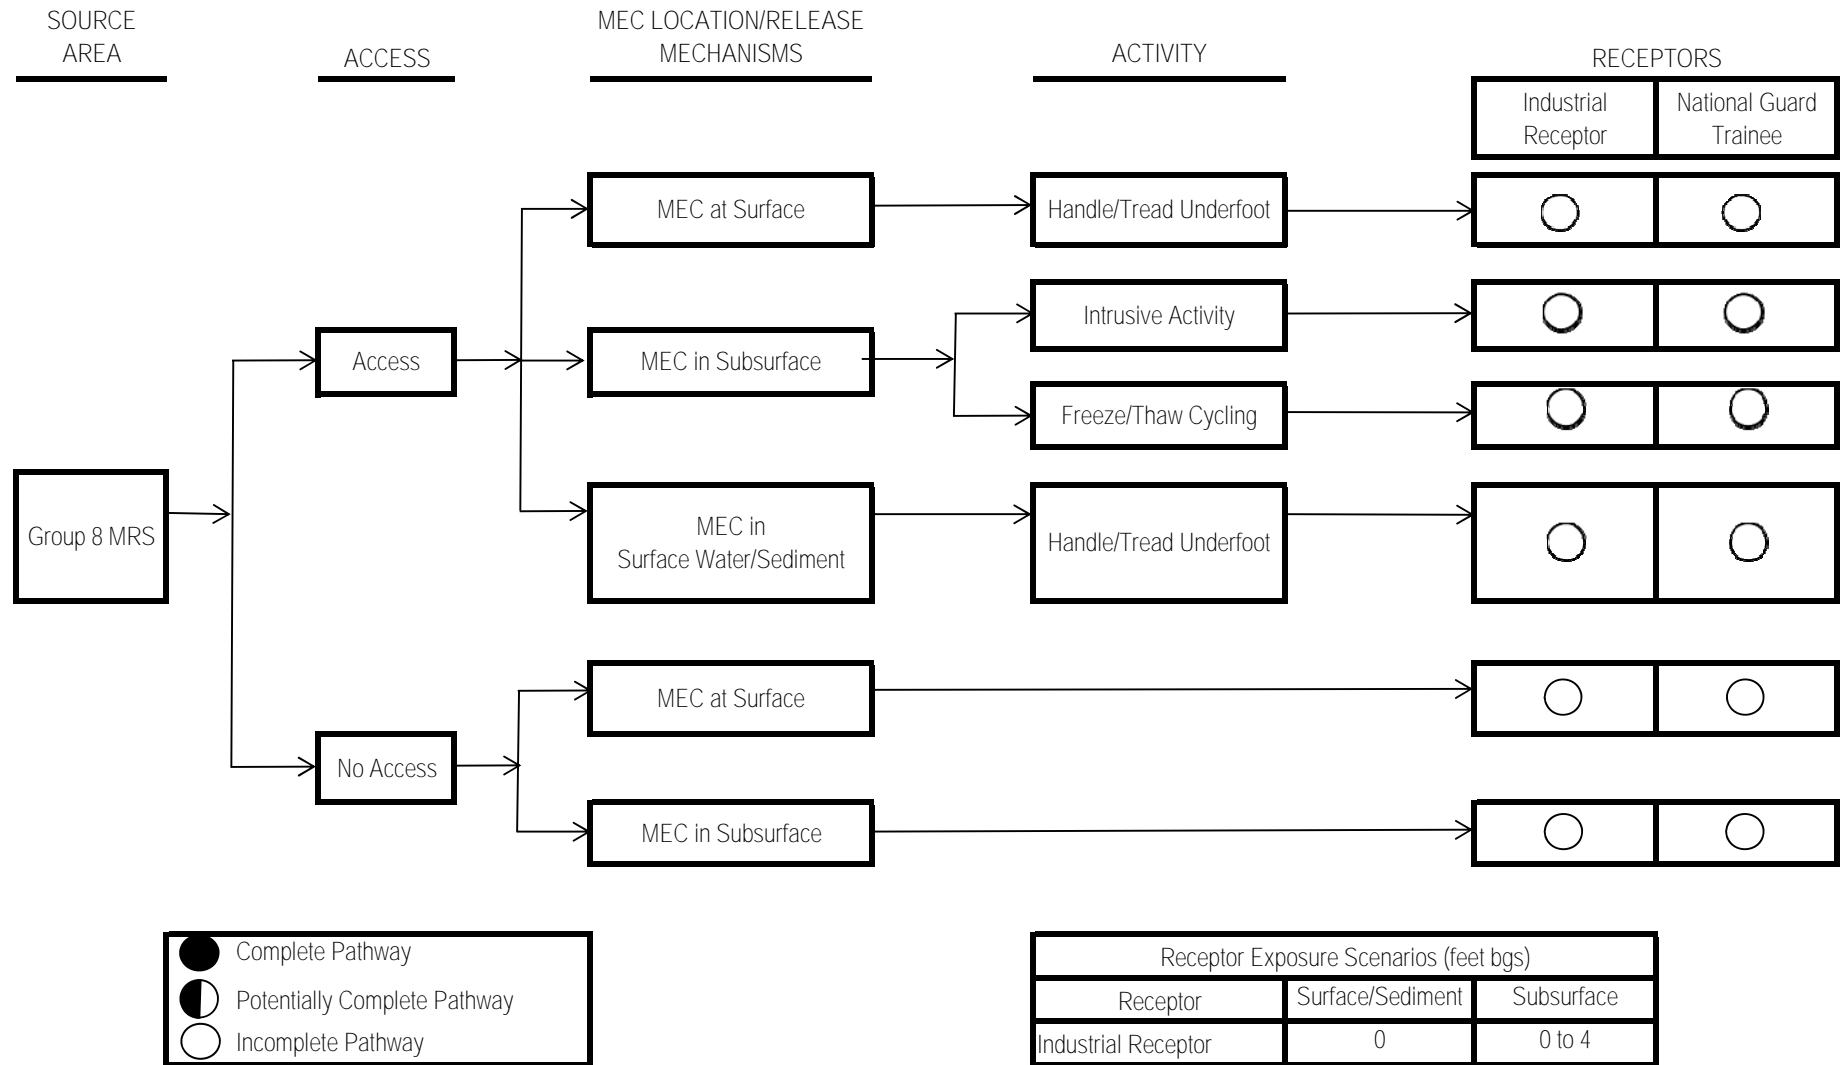 SOURCE
AREA
ACCESS
MEC LOCATION/RELEASE
MECHANISMS
ACTIVITY
RECEPTORS
Industrial
Receptor
National Guard
Trainee
MEC at Surface
Handle/Tread Underfoot
Intrusive Activity
Access
MEC in Subsurface
Freeze/Thaw Cycling
Group 8 MRS
MEC in
Surface Water/Sediment
Handle/Tread Underfoot
MEC at Surface
No Access
MEC in Subsurface
Complete Pathway
Potentially Complete Pathway
Incomplete Pathway
Receptor Exposure Scenarios (feet bgs)
Receptor Surface/Sediment Subsurface
Industrial Receptor 0 0 to 4